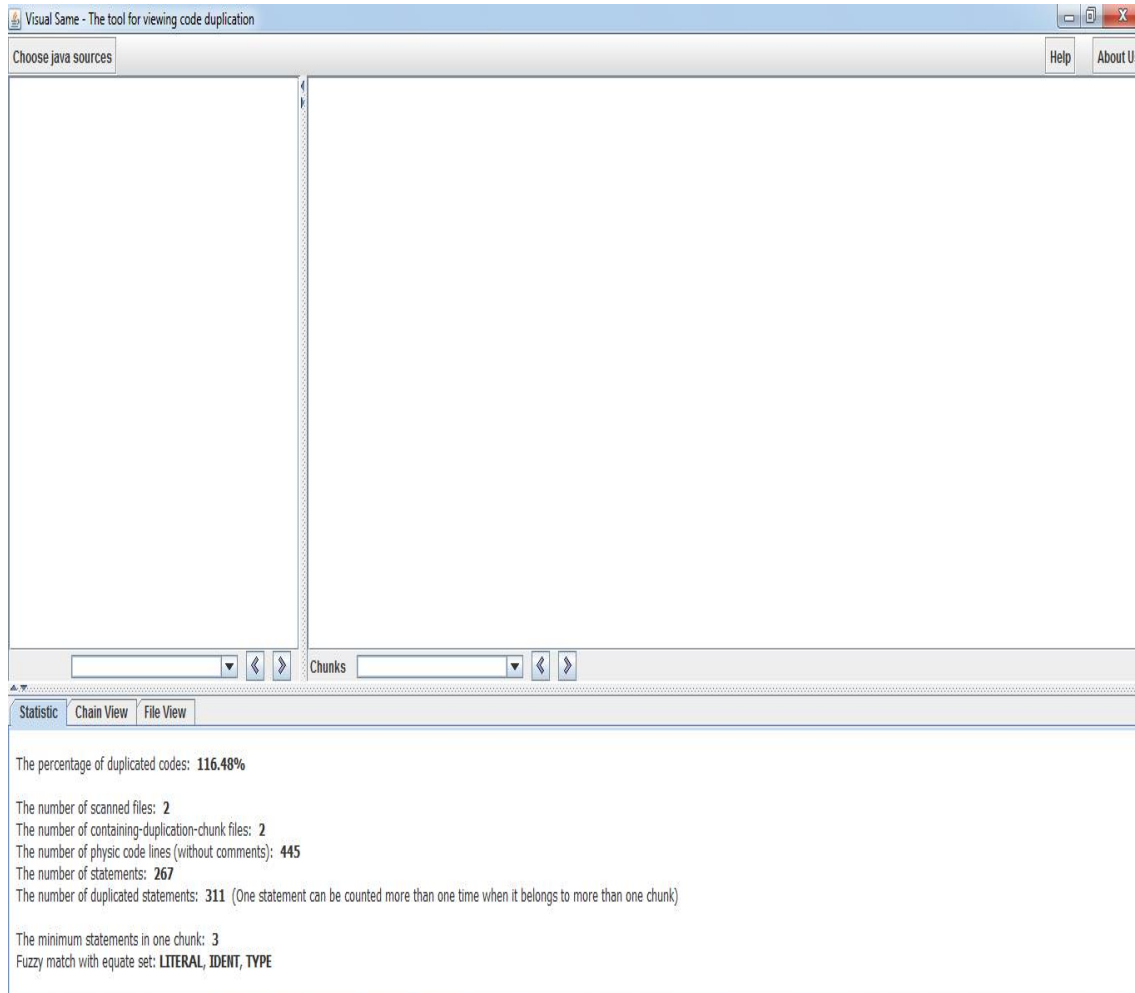 Visual Same - The tool for viewing code duplication
Choose java sources
Help
About U
Chunks
Statistic
Chain View
File View
The percentage of duplicated codes: 116.48%
The number of scanned files: 2
The number of containing-duplication-chunk files: 2
The number of physic code lines (without comments): 445
The number of statements: 267
The number of duplicated statements: 311 (One statement can be counted more than one time when it belongs to more than one chunk)
The minimum statements in one chunk: 3
Fuzzy match with equate set: LITERAL, IDENT, TYPE